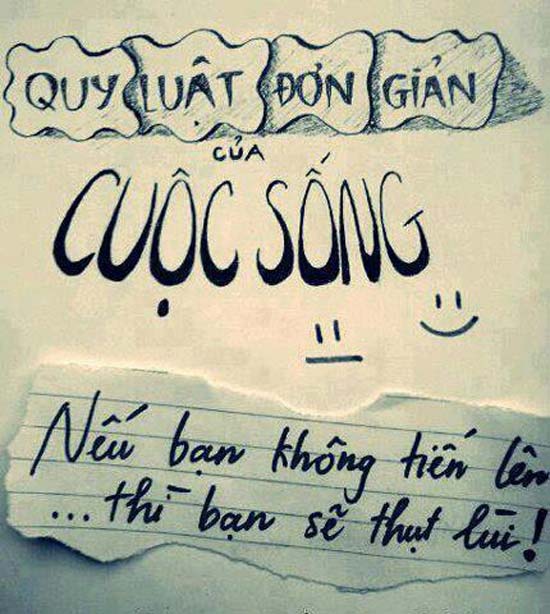 QUY LUẬT ĐƠN GIẢN
CỦA
CUỘC SỐNG
Nếu bạn không tiến lên
...thì bạn sẽ thụt lùi!